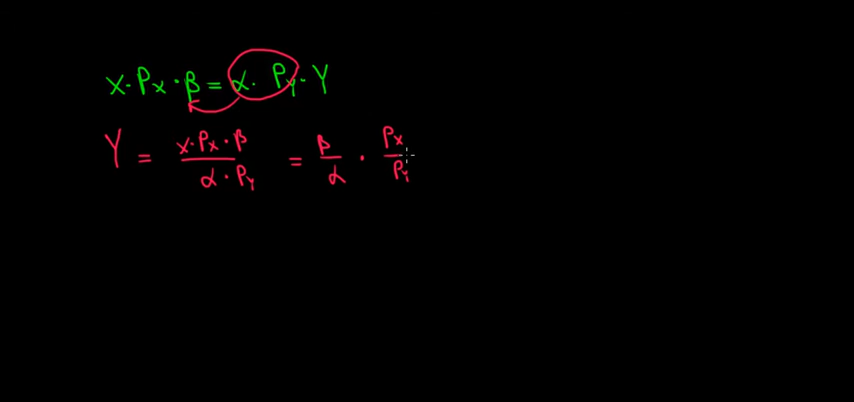 X · Px · β = α · Py · Y
Y = x · Px · β / α · Py = β / α · Px / Py